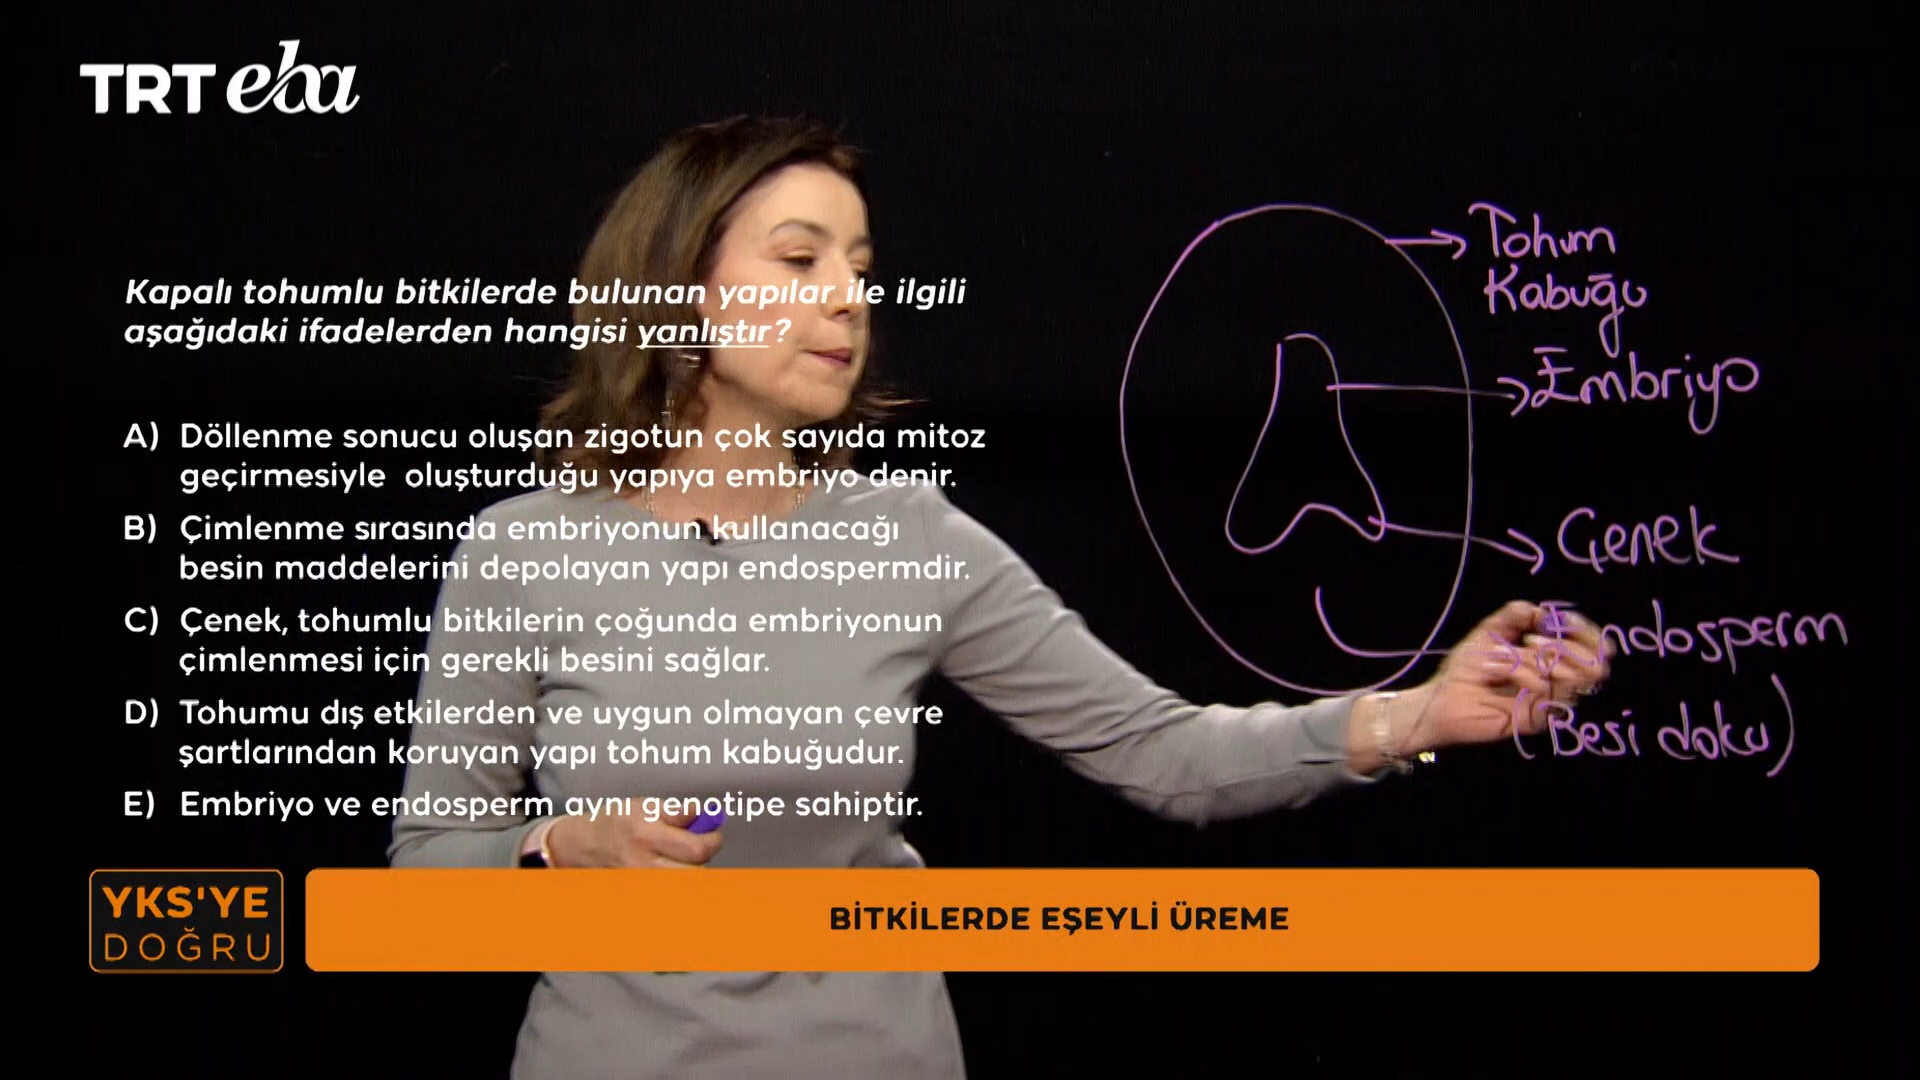 TRT eba
Kapalı tohumlu bitkilerde bulunan yapılar ile ilgili
aşağıdaki ifadelerden hangisi yanlıştır?
A) Döllenme sonucu oluşan zigotun çok sayıda mitoz
geçirmesiyle oluşturduğu yapıya embriyo denir.
B) Çimlenme sırasında embriyonun kullanacağı
besin maddelerini depolayan yapı endospermdir.
C) Çenek, tohumlu bitkilerin çoğunda embriyonun
çimlenmesi için gerekli besini sağlar.
D) Tohumu dış etkilerden ve uygun olmayan çevre
şartlarından koruyan yapı tohum kabuğudur.
E) Embriyo ve endosperm aynı genotipe sahiptir.
Tohum
Kabuğu
Embriyo
Çenek
Endosperm
(Besi doku)
YKS'YE
DOĞRU
BİTKİLERDE EŞEYLİ ÜREME